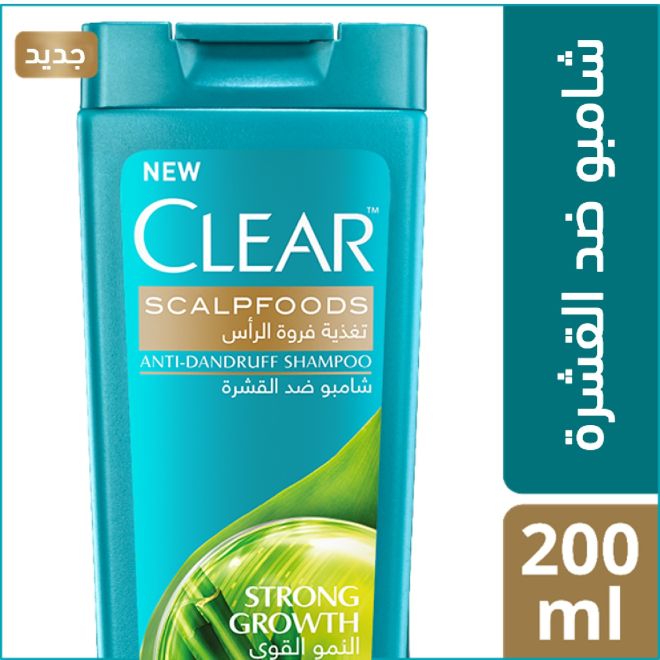 جديد
NEW
CLEAR™
SCALPFOODS
تغذية فروة الرأس
ANTI-DANDRUFF SHAMPOO
شامبو ضد القشرة
STRONG
GROWTH
النمو القوي
شامبو ضد القشرة
200
ml